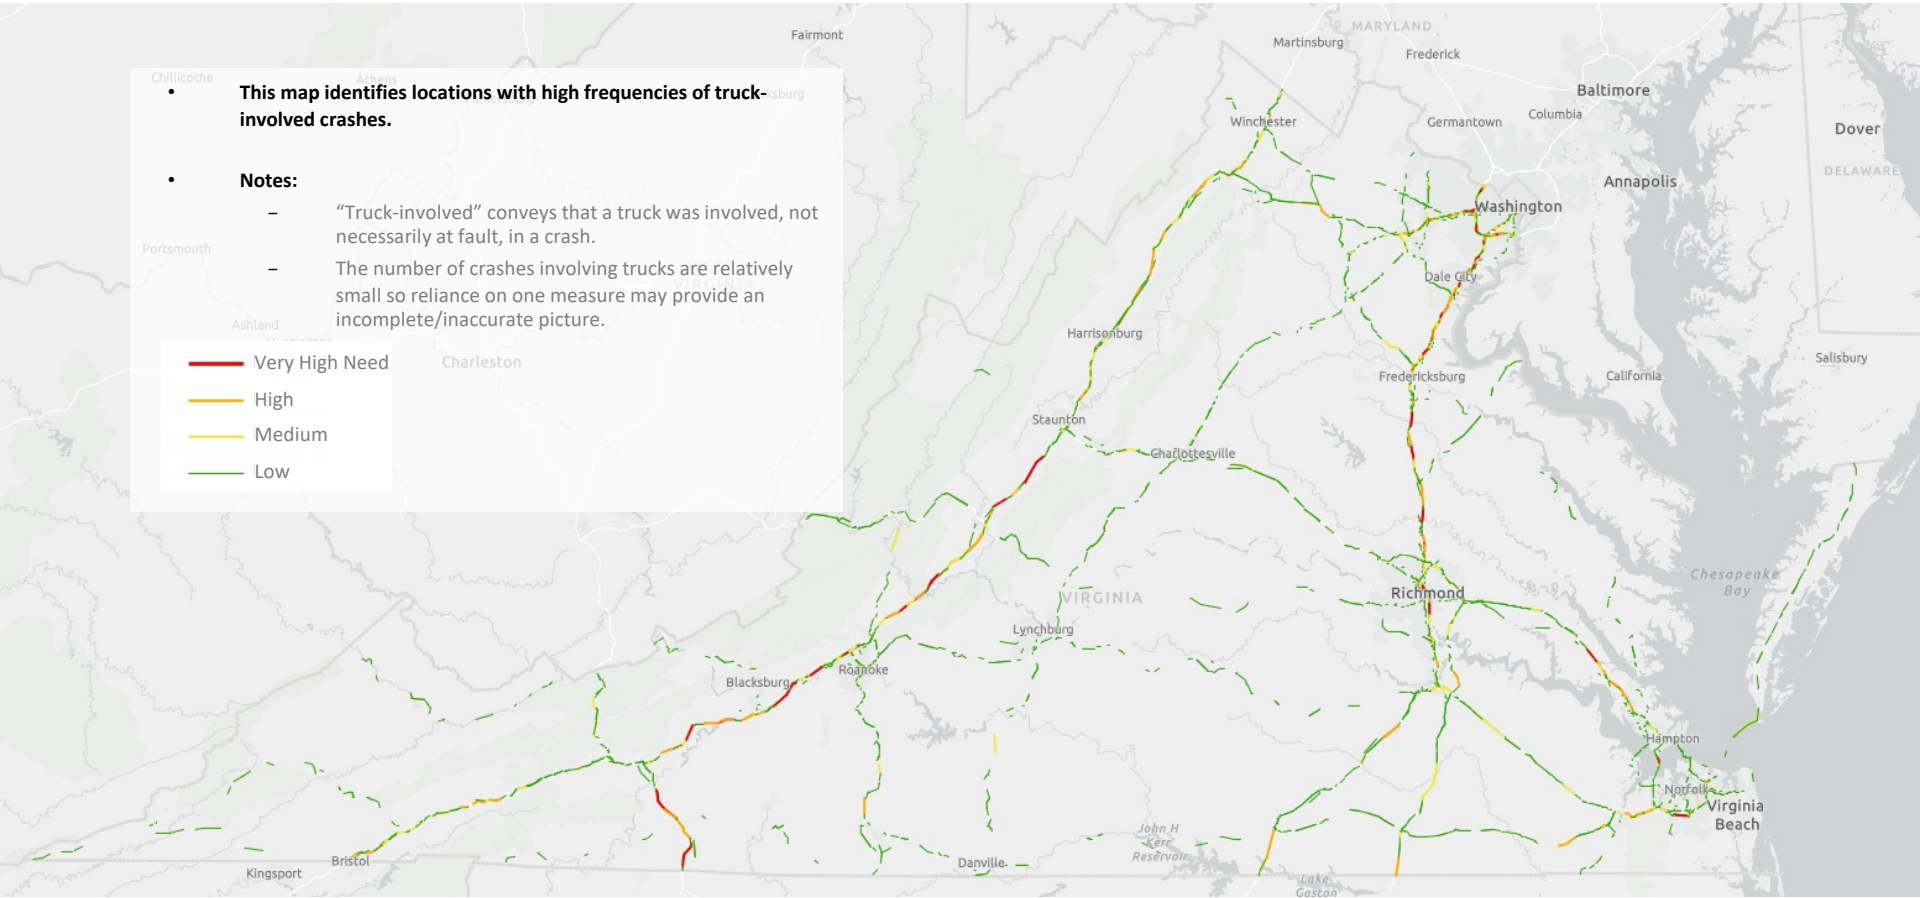 Fairmont
MARYLAND
Martinsburg
Frederick
Chillicothe
Athens
Baltimore
• This map identifies locations with high frequencies of truck-
involved crashes.
Columbia
Winchester
Germantown
Dover
DELAWARE
• Notes:
Annapolis
– “Truck-involved” conveys that a truck was involved, not
necessarily at fault, in a crash.
Washington
Portsmouth
– The number of crashes involving trucks are relatively
small so reliance on one measure may provide an
incomplete/inaccurate picture.
Dale City
Ashland
Harrisonburg
Charleston
Very High Need
High
Medium
Low
Salisbury
Fredericksburg
California
Staunton
Charlottesville
Chesapeake
Bay
Richmond
VIRGINIA
Lynchburg
Roanoke
Blacksburg
Hampton
Norfolk
Virginia
Beach
John H
Kerr
Reservoir
Danville
Bristol
Kingsport
Lake
Gaston